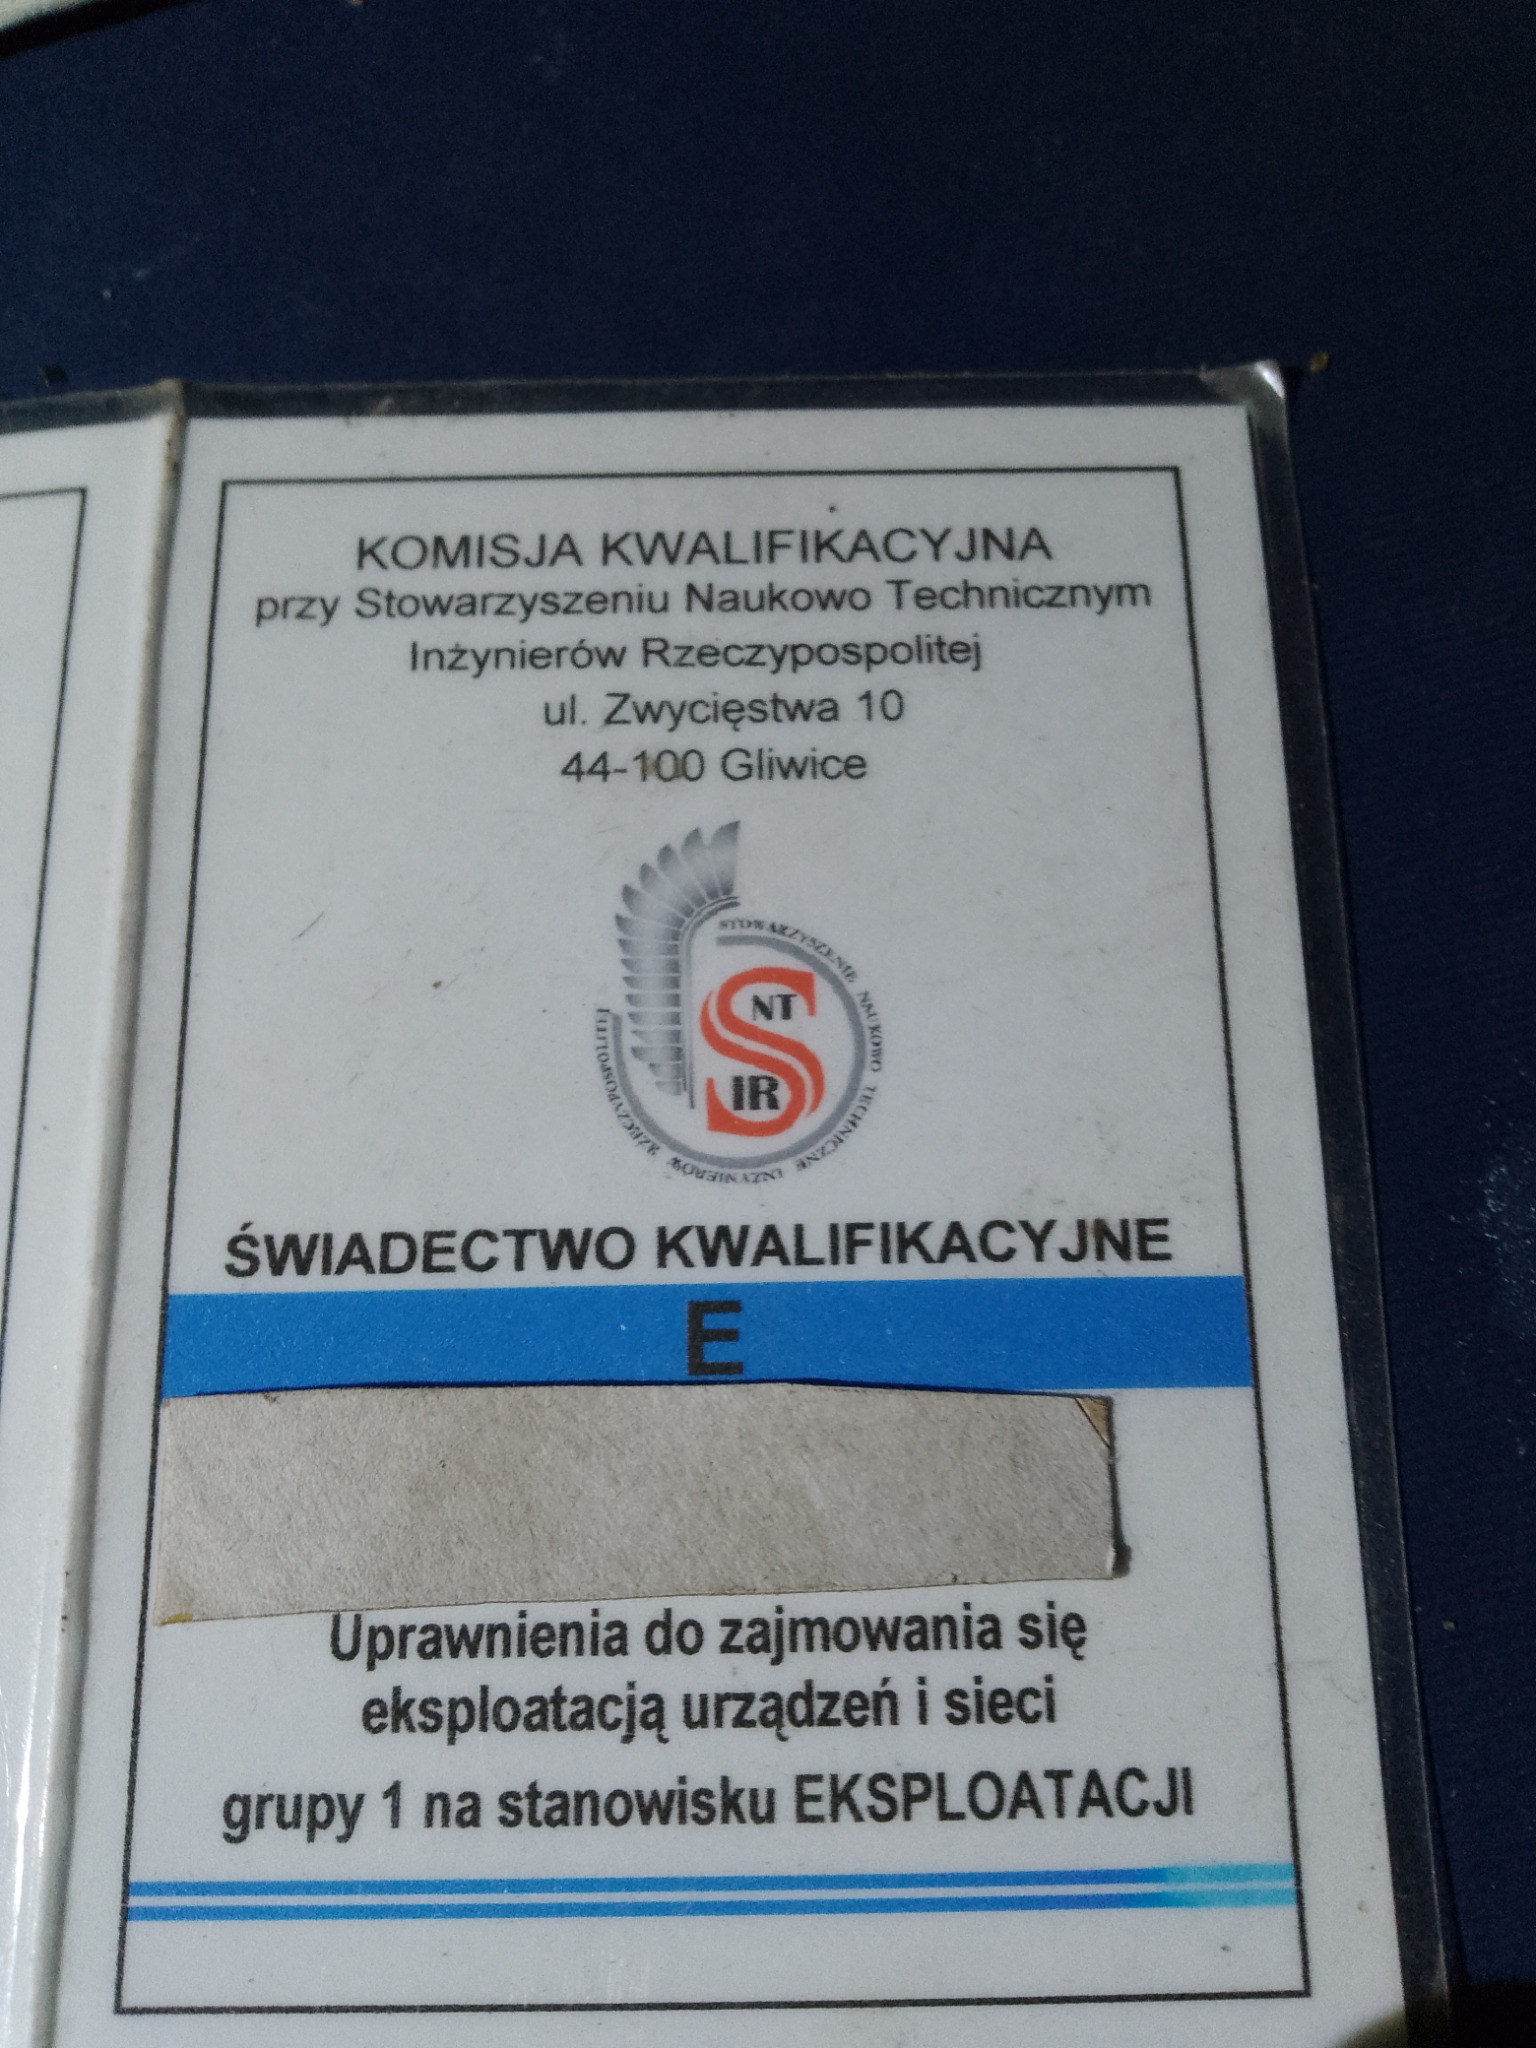 KOMISJA KWALIFIKACYJNA
przy Stowarzyszeniu Naukowo Technicznym
Inżynierów Rzeczypospolitej
ul. Zwycięstwa 10
44-100 Gliwice
STOWARZYSZENIE NAUKOWO TECHNICZNE INŻYNIERÓW RZECZYPOSPOLITEJ
NT
S
IR
ŚWIADECTWO KWALIFIKACYJNE
E
Uprawnienia do zajmowania się
eksploatacją urządzeń i sieci
grupy 1 na stanowisku EKSPLOATACJI